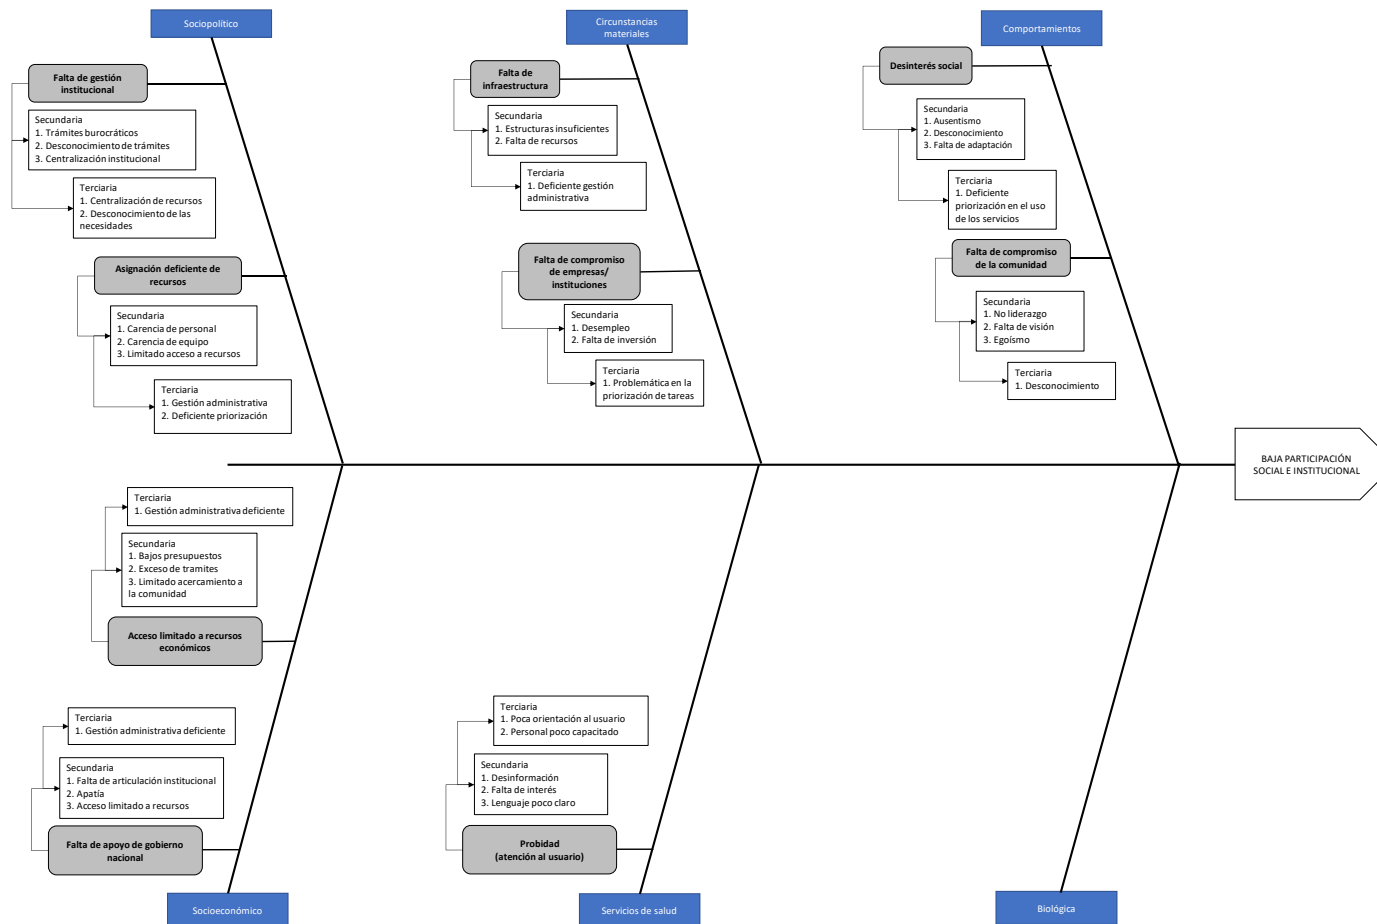 Sociopolítico
Falta de gestión
institucional
Secundaria
1. Trámites burocráticos
2. Desconocimiento de trámites
3. Centralización institucional
Terciaria
1. Centralización de recursos
2. Desconocimiento de las
necesidades
Asignación deficiente de
recursos
Secundaria
1. Carencia de personal
2. Carencia de equipo
3. Limitado acceso a recursos
Terciaria
1. Gestión administrativa
2. Deficiente priorización
Circunstancias
materiales
Falta de
infraestructura
Secundaria
1. Estructuras insuficientes
2. Falta de recursos
Terciaria
1. Deficiente gestión
administrativa
Falta de compromiso
de empresas/
instituciones
Secundaria
1. Desempleo
2. Falta de inversión
Terciaria
1. Problemática en la
priorización de tareas
Comportamientos
Desinterés social
Secundaria
1. Ausentismo
2. Desconocimiento
3. Falta de adaptación
Terciaria
1. Deficiente
priorización en el uso
de los servicios
Falta de compromiso
de la comunidad
Secundaria
1. No liderazgo
2. Falta de visión
3. Egoísmo
Terciaria
1. Desconocimiento
BAJA PARTICIPACIÓN
SOCIAL E INSTITUCIONAL
Terciaria
1. Gestión administrativa deficiente
Secundaria
1. Bajos presupuestos
2. Exceso de tramites
3. Limitado acercamiento a
la comunidad
Acceso limitado a recursos
económicos
Terciaria
1. Gestión administrativa deficiente
Secundaria
1. Falta de articulación institucional
2. Apatía
3. Acceso limitado a recursos
Falta de apoyo de gobierno
nacional
Socioeconómico
Terciaria
1. Poca orientación al usuario
2. Personal poco capacitado
Secundaria
1. Desinformación
2. Falta de interés
3. Lenguaje poco claro
Probidad
(atención al usuario)
Servicios de salud
Biológica